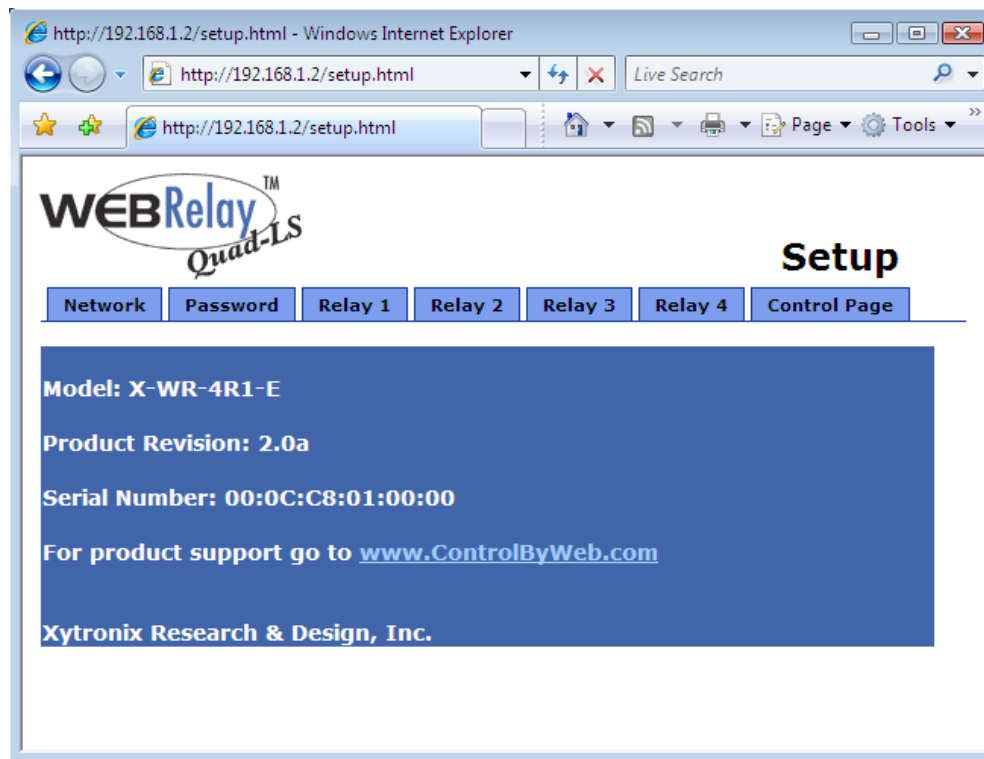 http://192.168.1.2/setup.html - Windows Internet Explorer
http://192.168.1.2/setup.html
Live Search
http://192.168.1.2/setup.html
Page
Tools
WEBRelay™
Quad-LS
Setup
Network
Password
Relay 1
Relay 2
Relay 3
Relay 4
Control Page
Model: X-WR-4R1-E
Product Revision: 2.0a
Serial Number: 00:0C:C8:01:00:00
For product support go to www.ControlByWeb.com
Xytronix Research & Design, Inc.